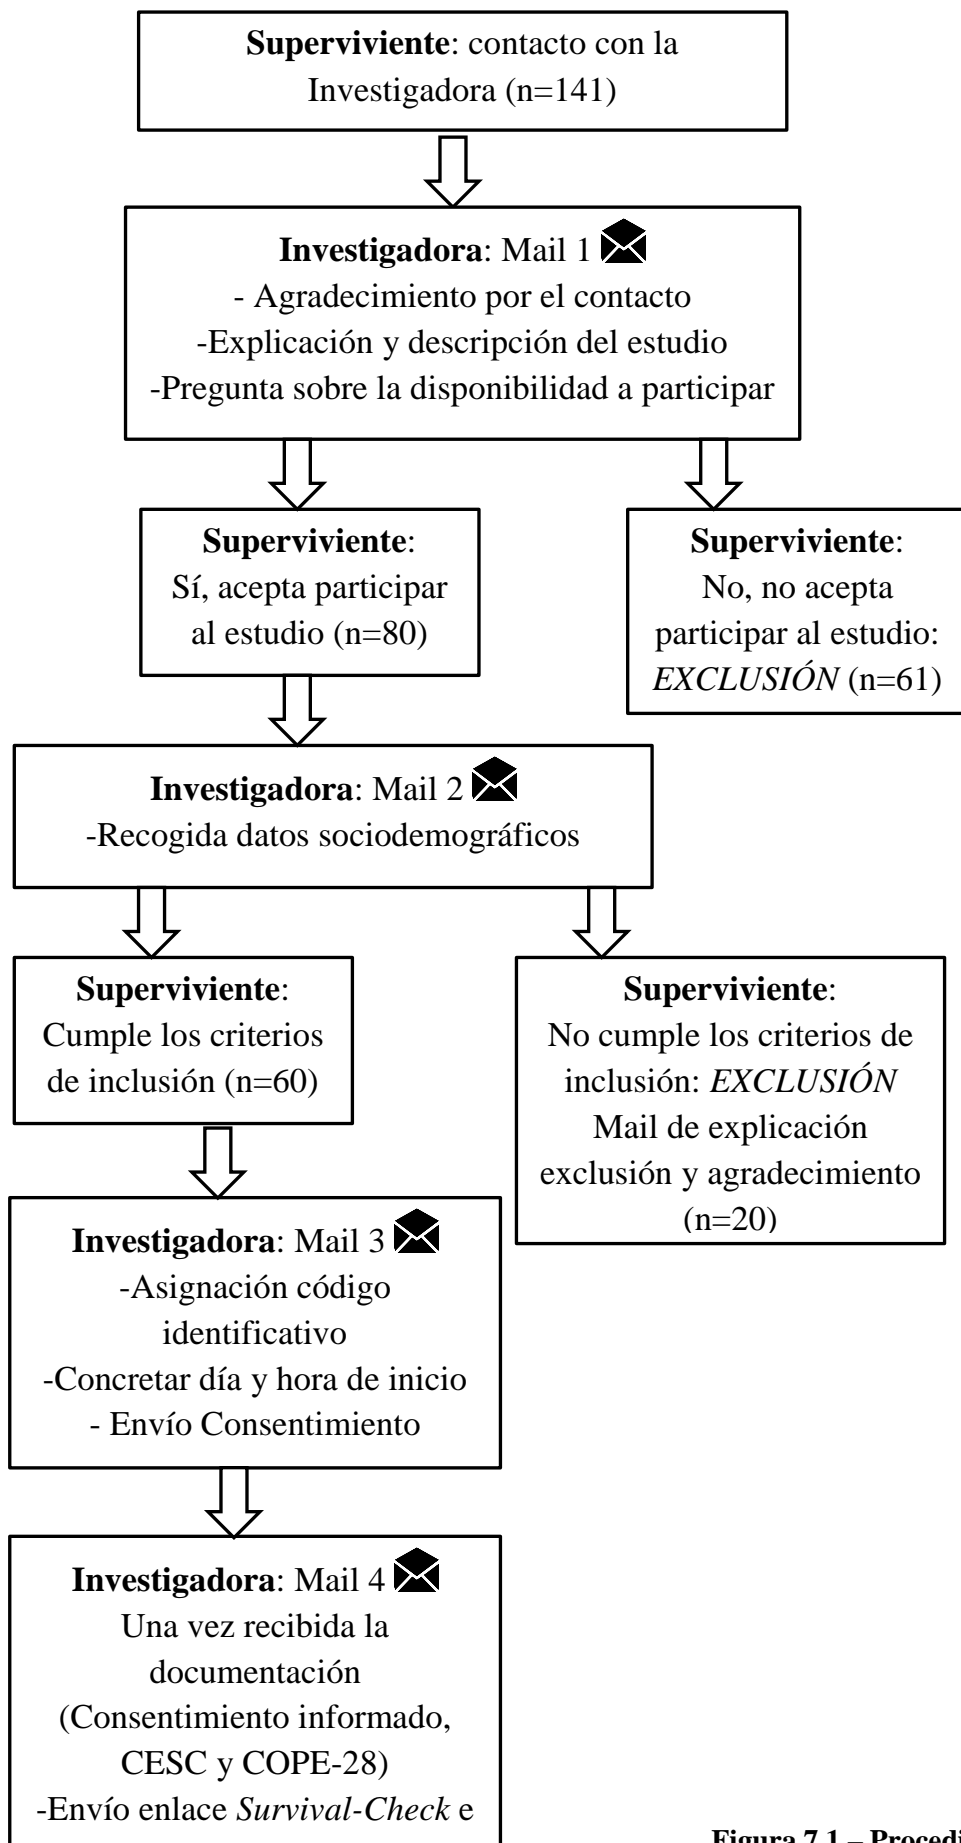 Superviviente: contacto con la
Investigadora (n=141)
Investigadora: Mail 1
- Agradecimiento por el contacto
-Explicación y descripción del estudio
-Pregunta sobre la disponibilidad a participar
Superviviente:
Sí, acepta participar
al estudio (n=80)
Superviviente:
No, no acepta
participar al estudio:
EXCLUSIÓN (n=61)
Investigadora: Mail 2
-Recogida datos sociodemográficos
Superviviente:
Cumple los criterios
de inclusión (n=60)
Superviviente:
No cumple los criterios de
inclusión: EXCLUSIÓN
Mail de explicación
exclusión y agradecimiento
(n=20)
Investigadora: Mail 3
-Asignación código
identificativo
-Concretar día y hora de inicio
- Envío Consentimiento
Investigadora: Mail 4
Una vez recibida la
documentación
(Consentimiento informado,
CESC y COPE-28)
-Envío enlace Survival-Check e
Figura 7.1 – Procedi